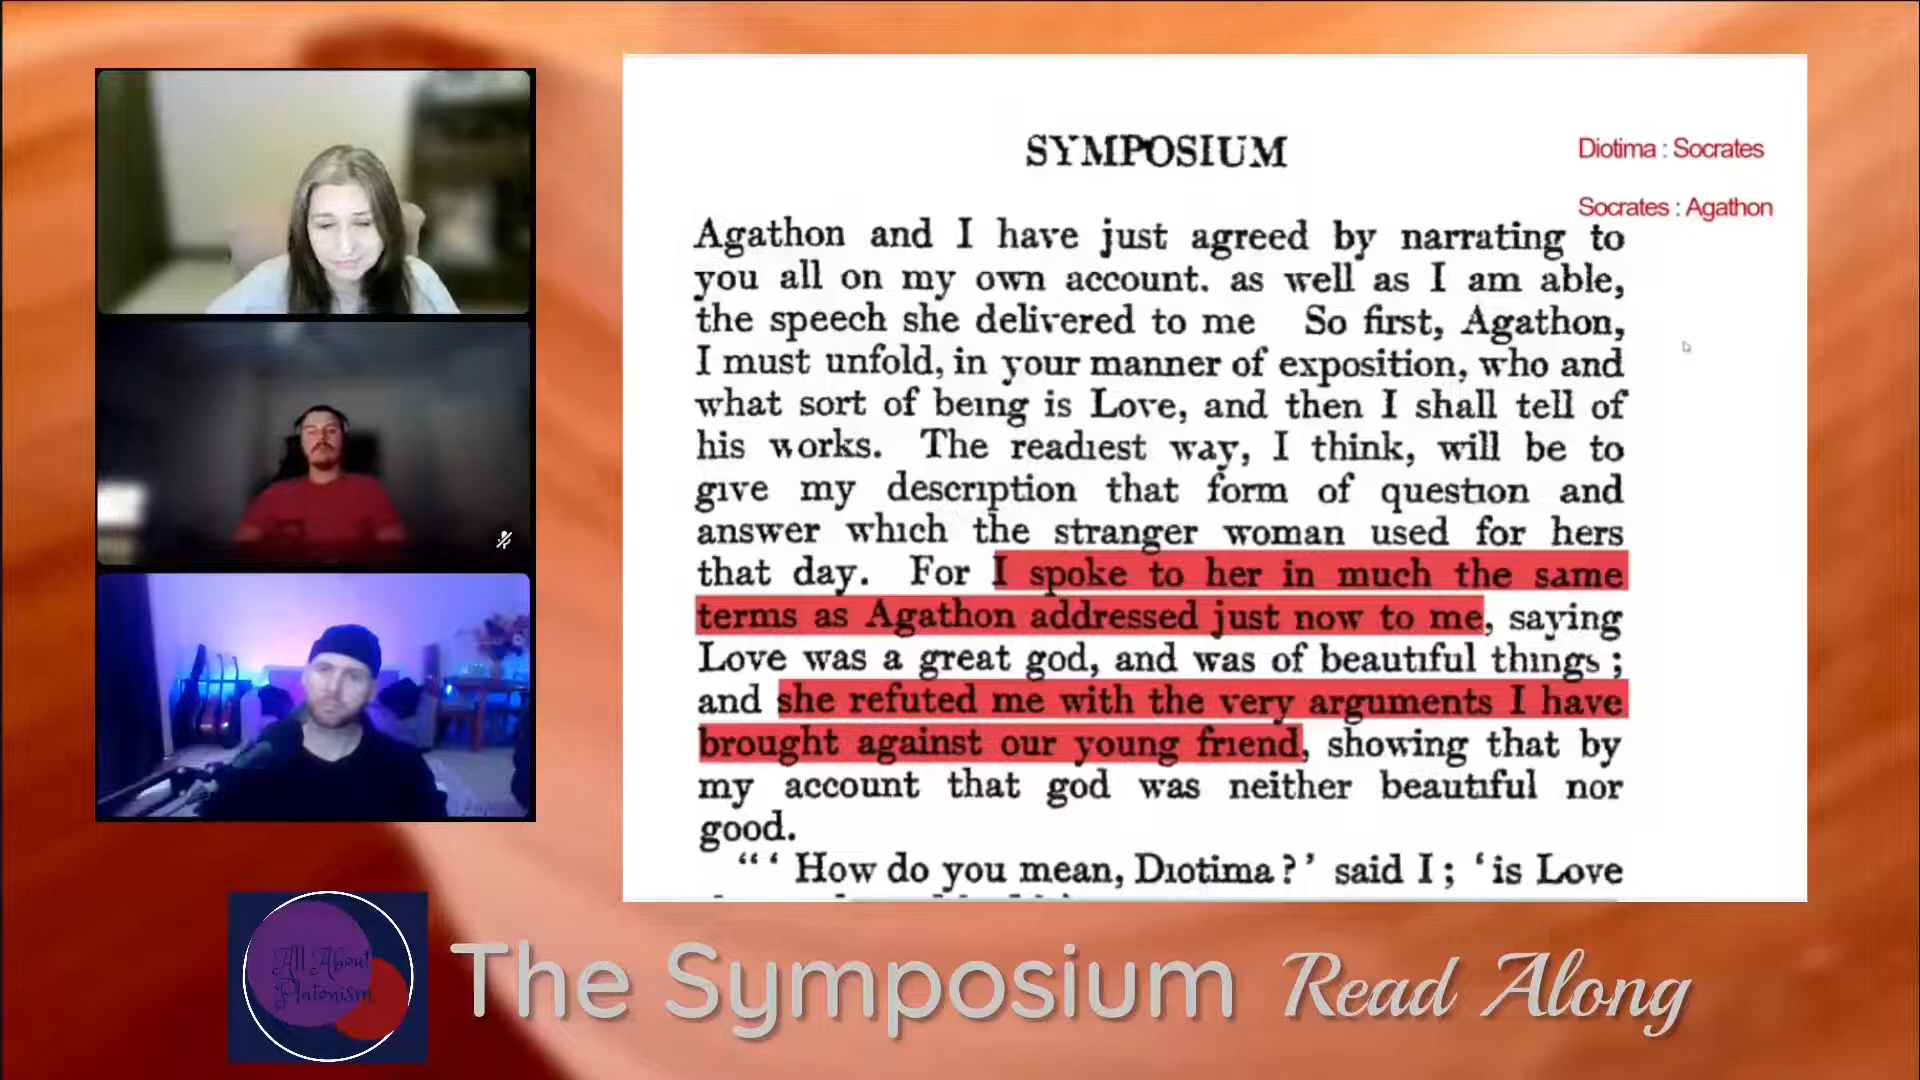 SYMPOSIUM
Diotima : Socrates
Socrates : Agathon
Agathon and I have just agreed by narrating to
you all on my own account. as well as I am able,
the speech she delivered to me So first, Agathon,
I must unfold, in your manner of exposition, who and
what sort of being is Love, and then I shall tell of
his works. The readiest way, I think, will be to
give my description that form of question and
answer which the stranger woman used for hers
that day. For I spoke to her in much the same
terms as Agathon addressed just now to me, saying
Love was a great god, and was of beautiful things ;
and she refuted me with the very arguments I have
brought against our young friend, showing that by
my account that god was neither beautiful nor
good.
“ ‘ How do you mean, Diotima ? ’ said I ; ‘ is Love
All About
Platonism
The Symposium Read Along